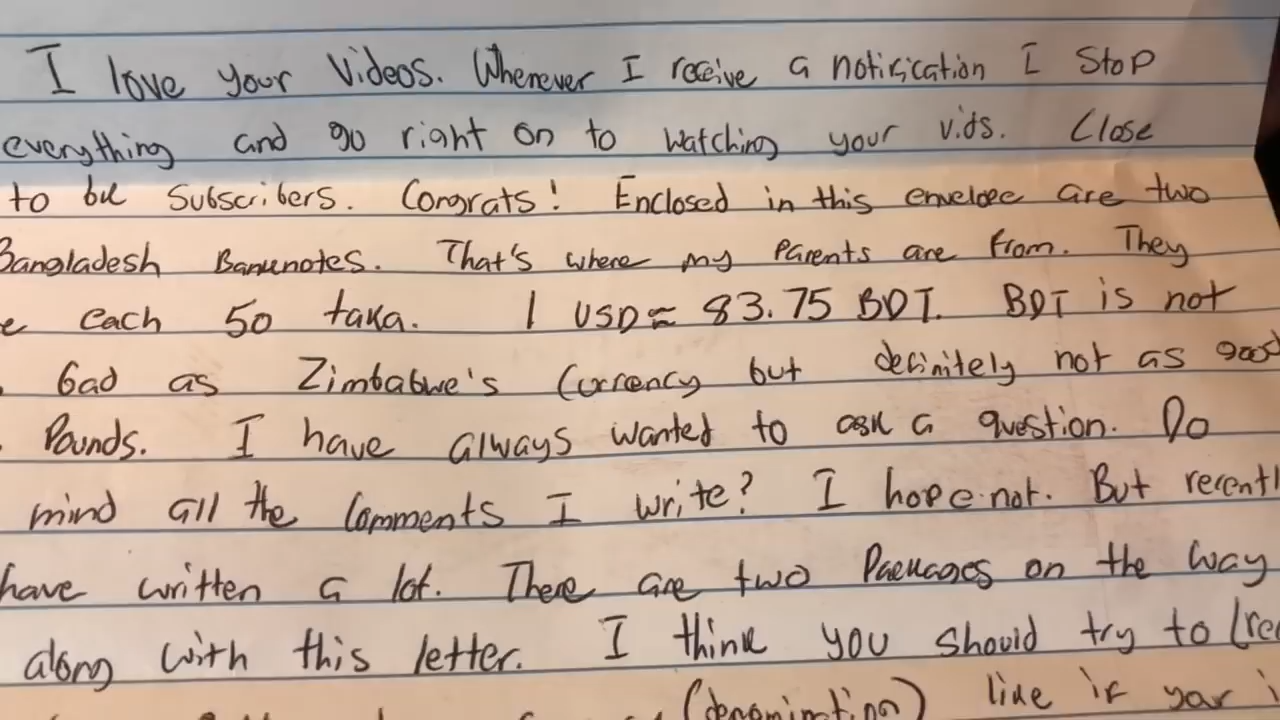 I love your Videos. Whenever I receive a notification I Stop
everything and go right on to watching your vids. Close
to 6k Subscribers. Congrats! Enclosed in this envelope are two
Bangladesh Banknotes. That's where my Parents are from. They
each 50 taka. 1 USD≈ 83.75 BDT. BDT is not
bad as Zimbabwe's Currency but definitely not as good
Pounds. I have always wanted to ask a question. Do
mind all the Comments I write? I hope not. But recentl
have written a lot. There are two Packages on the way
along with this letter. I think you should try to
(denomination) like if your